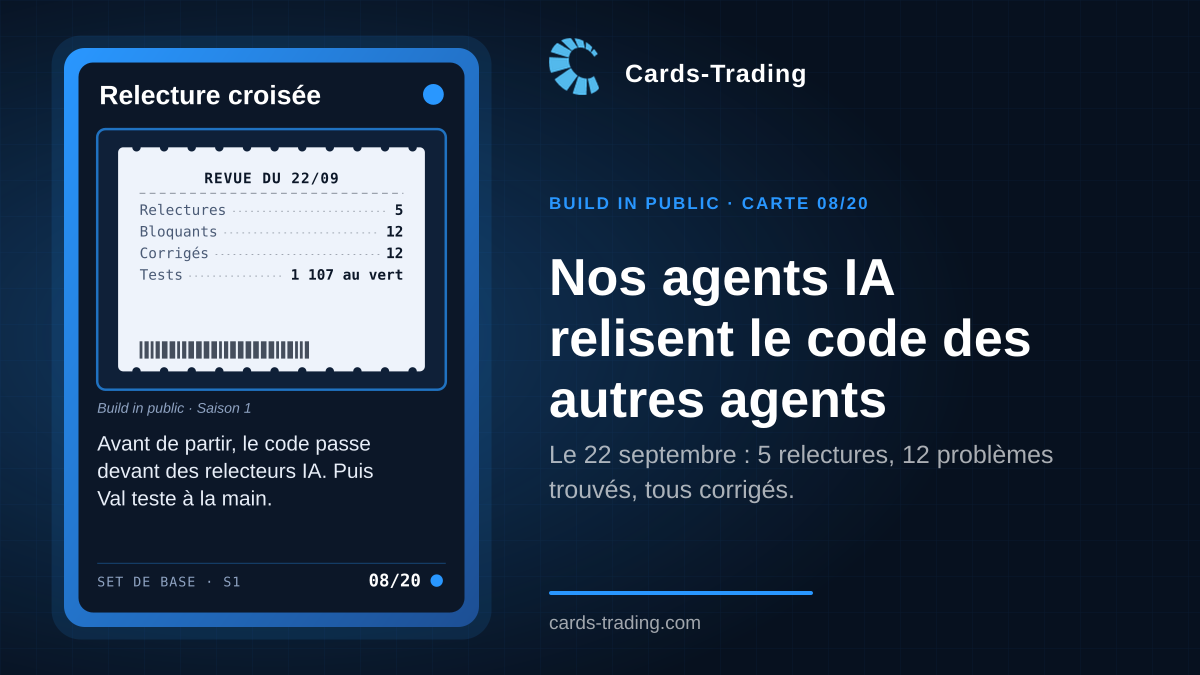 Relecture croisée
REVUE DU 22/09
Relectures 5
Bloquants 12
Corrigés 12
Tests 1 107 au vert
Build in public · Saison 1
Avant de partir, le code passe
devant des relecteurs IA. Puis
Val teste à la main.
SET DE BASE · S1 08/20
Cards-Trading
BUILD IN PUBLIC · CARTE 08/20
Nos agents IA
relisent le code des
autres agents
Le 22 septembre : 5 relectures, 12 problèmes
trouvés, tous corrigés.
cards-trading.com